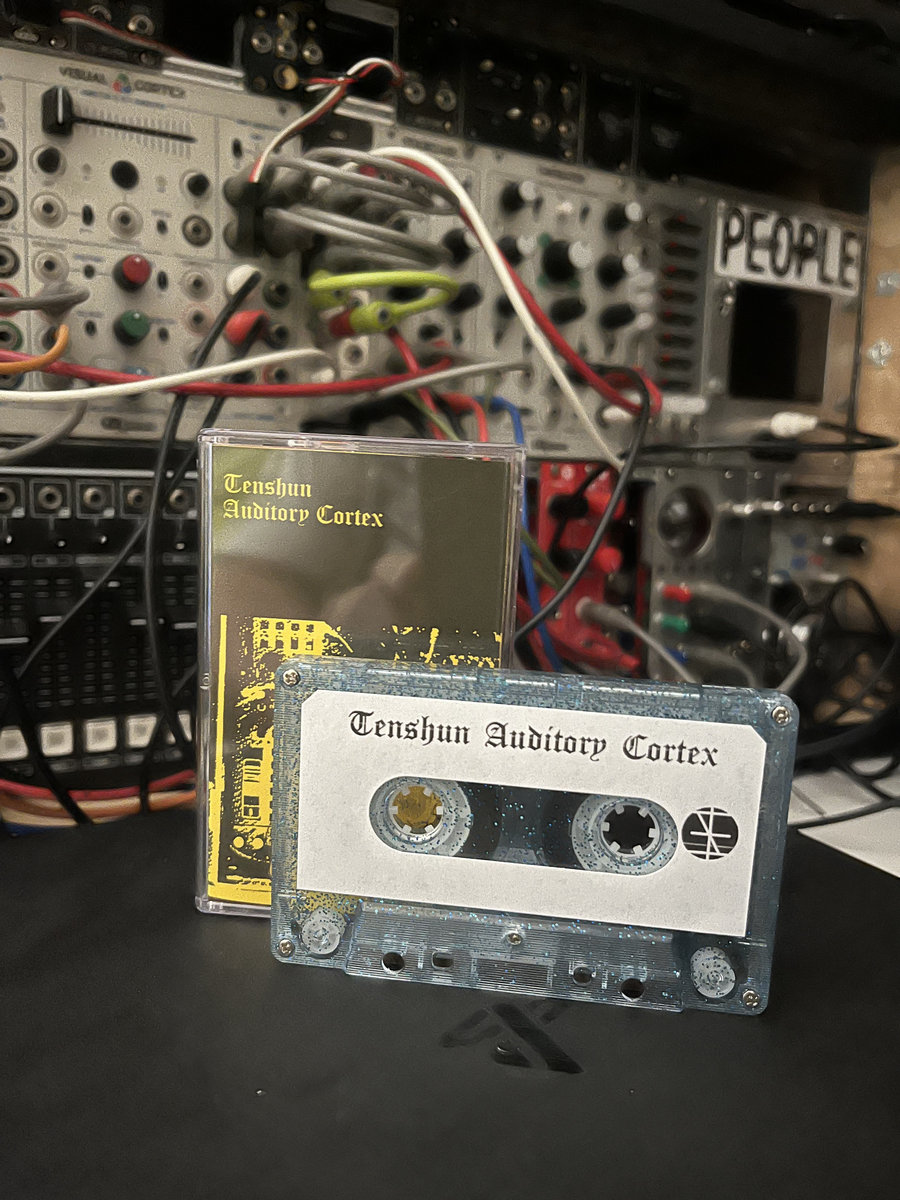 VISUAL CORTEX
PEOPLE
Tenshun
Auditory Cortex
Tenshun Auditory Cortex